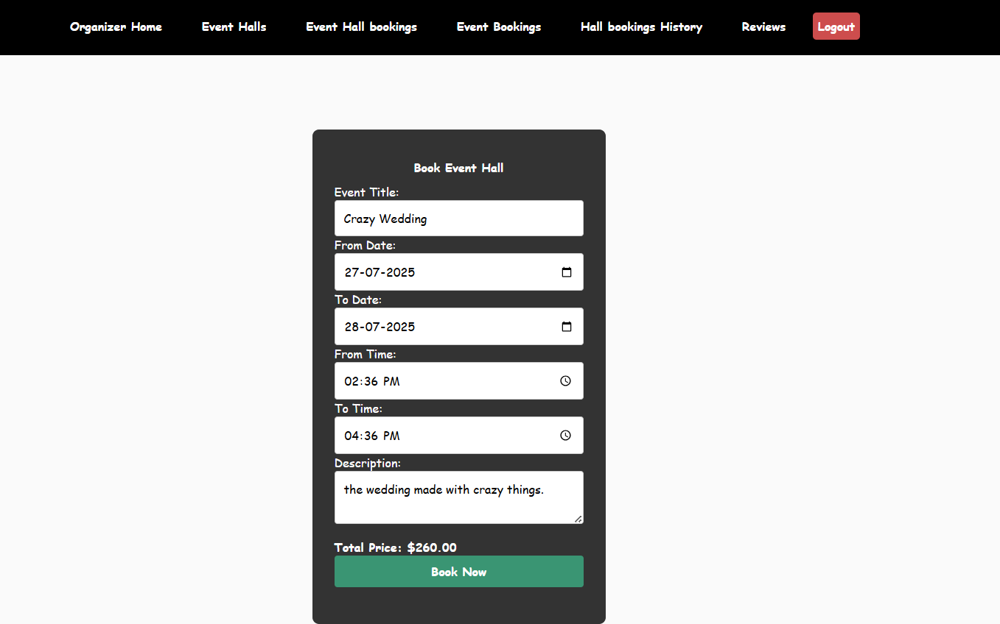 Organizer Home Event Halls Event Hall bookings Event Bookings Hall bookings History Reviews Logout
Book Event Hall
Event Title:
Crazy Wedding
From Date:
27-07-2025
To Date:
28-07-2025
From Time:
02:36 PM
To Time:
04:36 PM
Description:
the wedding made with crazy things.
Total Price: $260.00
Book Now